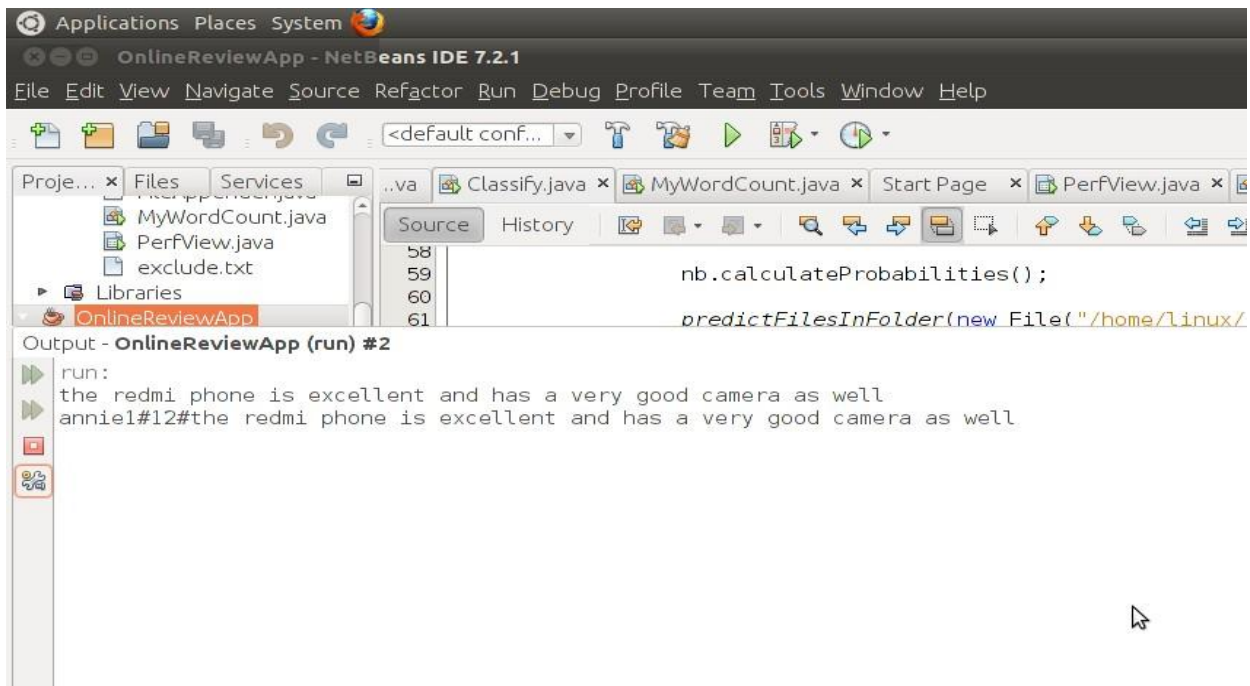 Applications Places System
OnlineReviewApp - NetBeans IDE 7.2.1
File Edit View Navigate Source Refactor Run Debug Profile Team Tools Window Help
<default conf...
Proje... Files Services
..va Classify.java MyWordCount.java Start Page PerfView.java
FileAppender.java
MyWordCount.java
PerfView.java
exclude.txt
Libraries
OnlineReviewApp
Source History
58
59 nb.calculateProbabilities();
60
61 predictFilesInFolder(new File("/home/linux/
Output - OnlineReviewApp (run) #2
run:
the redmi phone is excellent and has a very good camera as well
annie1#12#the redmi phone is excellent and has a very good camera as well